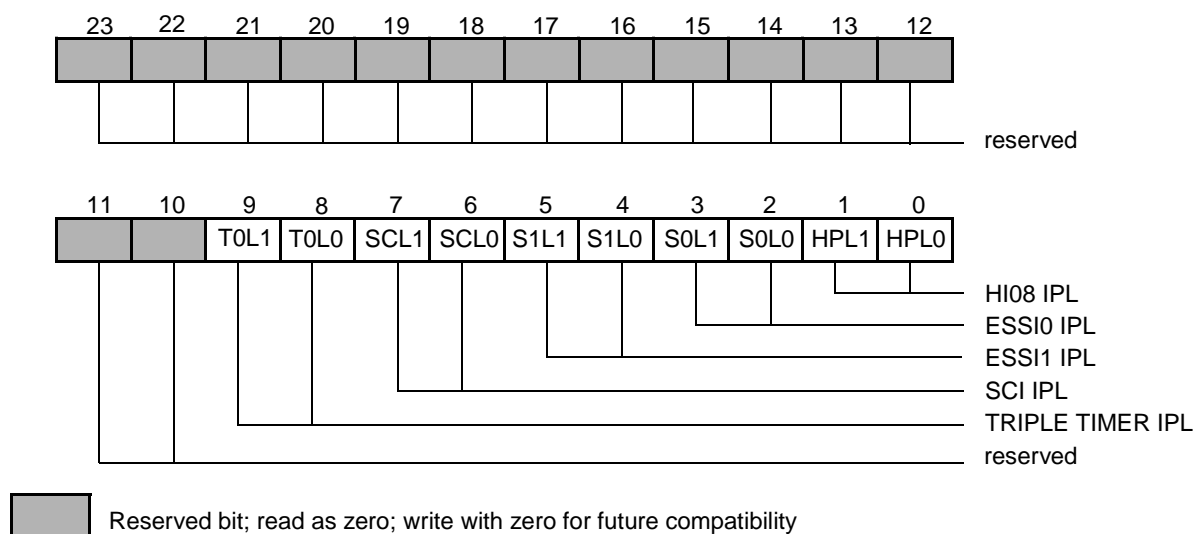 23 22 21 20 19 18 17 16 15 14 13 12
reserved
11 10 9 8 7 6 5 4 3 2 1 0
T0L1 T0L0 SCL1 SCL0 S1L1 S1L0 S0L1 S0L0 HPL1 HPL0
HI08 IPL
ESSI0 IPL
ESSI1 IPL
SCI IPL
TRIPLE TIMER IPL
reserved
Reserved bit; read as zero; write with zero for future compatibility